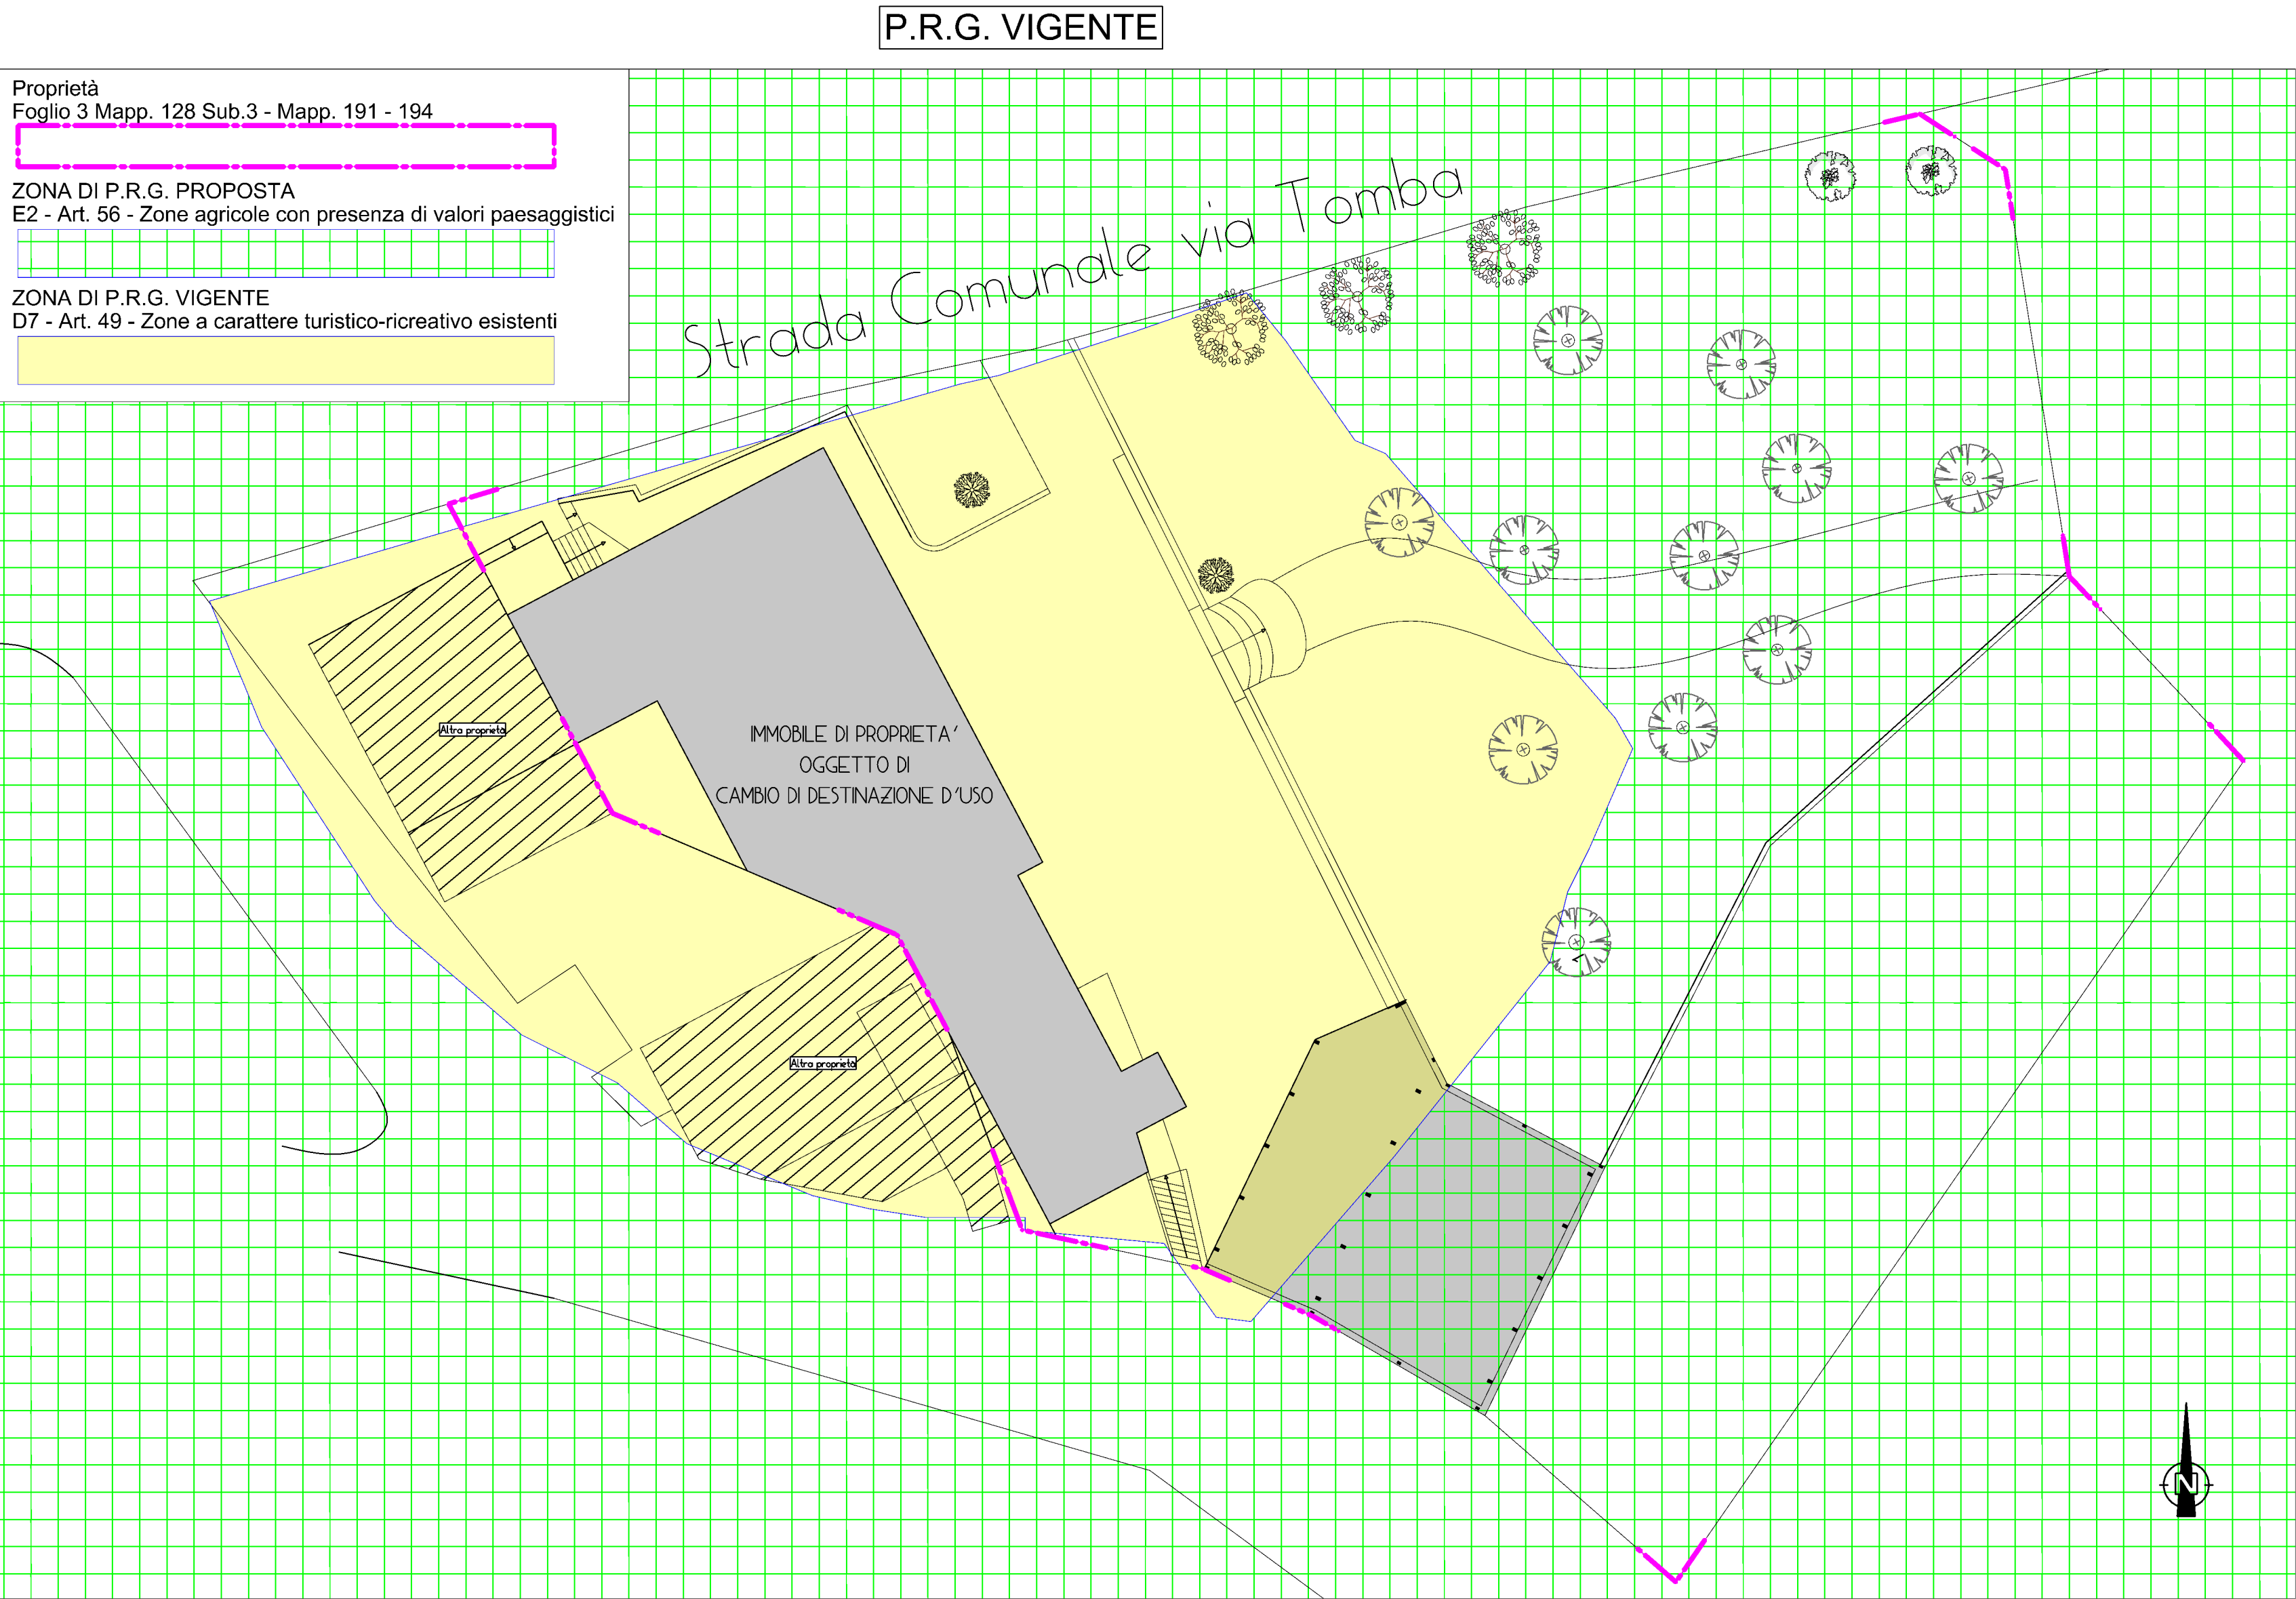 P.R.G. VIGENTE
Proprietà
Foglio 3 Mapp. 128 Sub.3 - Mapp. 191 - 194
ZONA DI P.R.G. PROPOSTA
E2 - Art. 56 - Zone agricole con presenza di valori paesaggistici
ZONA DI P.R.G. VIGENTE
D7 - Art. 49 - Zone a carattere turistico-ricreativo esistenti
Strada Comunale via Tomba
Altra proprietà
IMMOBILE DI PROPRIETA'
OGGETTO DI
CAMBIO DI DESTINAZIONE D'USO
Altra proprietà
N